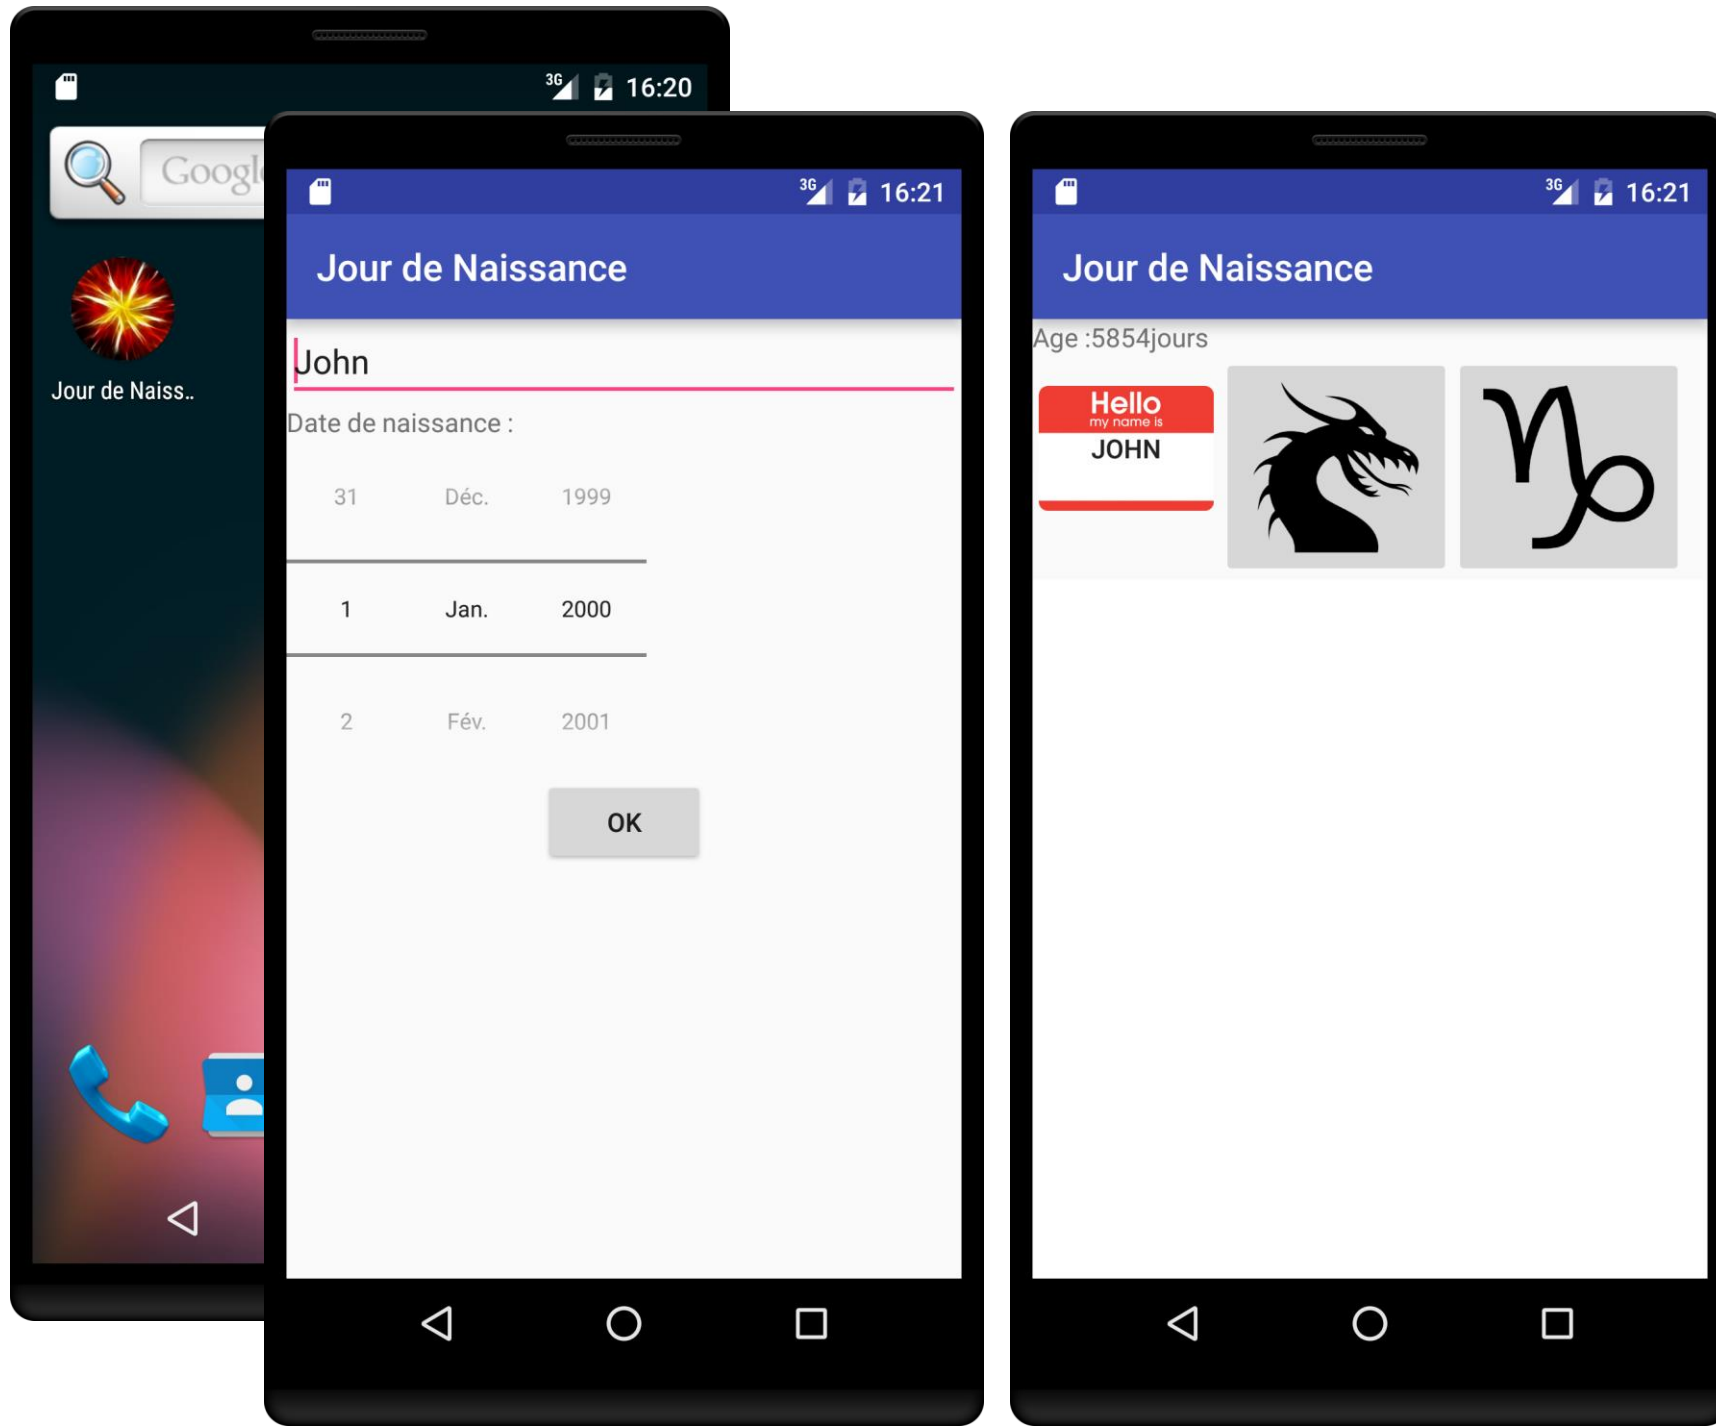 3G 16:20
Googl
Jour de Naiss..
3G 16:21
Jour de Naissance
John
Date de naissance :
31 Déc. 1999
1 Jan. 2000
2 Fév. 2001
OK
3G 16:21
Jour de Naissance
Age :5854jours
Hello
my name is
JOHN